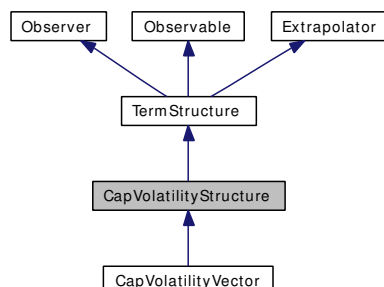 Observer Observable Extrapolator
TermStructure
CapVolatilityStructure
CapVolatilityVector